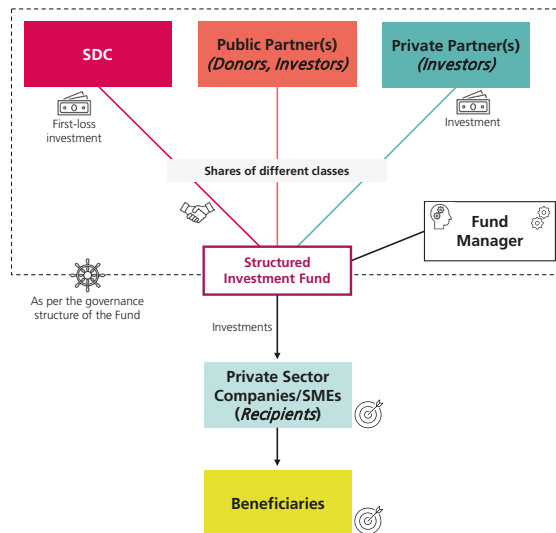 SDC
Public Partner(s)
(Donors, Investors)
Private Partner(s)
(Investors)
First-loss
investment
Investment
Shares of different classes
Fund
Manager
Structured
Investment Fund
As per the governance
structure of the Fund
Investments
Private Sector
Companies/SMEs
(Recipients)
Beneficiaries